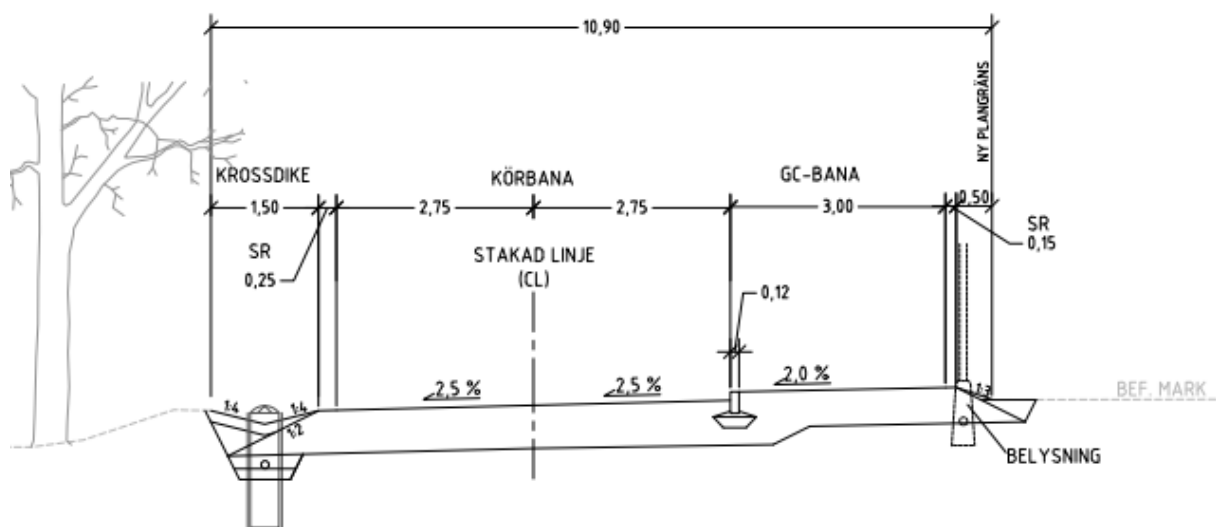 10,90
NY PLANGRÄNS
KROSSDIKE
KÖRBANA
GC-BANA
1,50
2,75
2,75
3,00
0,50
SR
0,25
STAKAD LINJE
(CL)
SR
0,15
0,12
2,5 %
2,5 %
2,0 %
1:4
1:4
1:2
1:3
BEF. MARK
BELYSNING